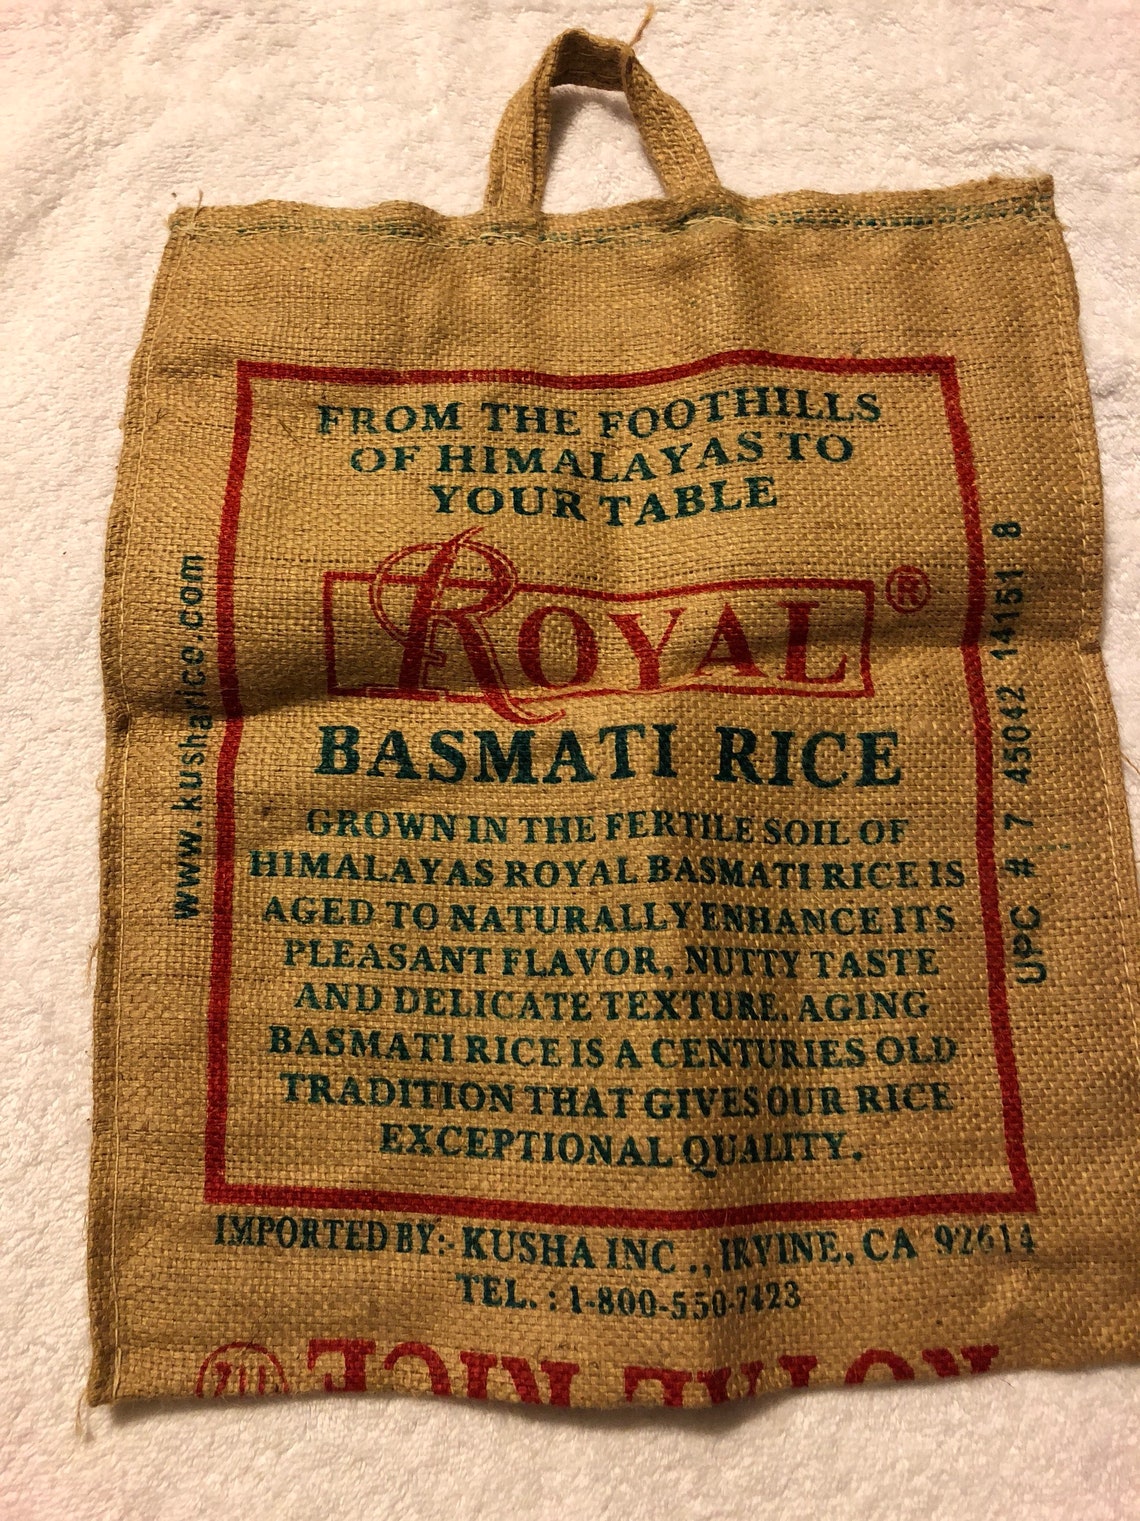 FROM THE FOOTHILLS
OF HIMALAYAS TO
YOUR TABLE
ROYAL®
BASMATI RICE
GROWN IN THE FERTILE SOIL OF
HIMALAYAS ROYAL BASMATI RICE IS
AGED TO NATURALLY ENHANCE ITS
PLEASANT FLAVOR, NUTTY TASTE
AND DELICATE TEXTURE. AGING
BASMATI RICE IS A CENTURIES OLD
TRADITION THAT GIVES OUR RICE
EXCEPTIONAL QUALITY.
www.kusharice.com
UPC # 7 45042 14151 8
IMPORTED BY:- KUSHA INC., IRVINE, CA 92614
TEL. : 1-800-550-7423